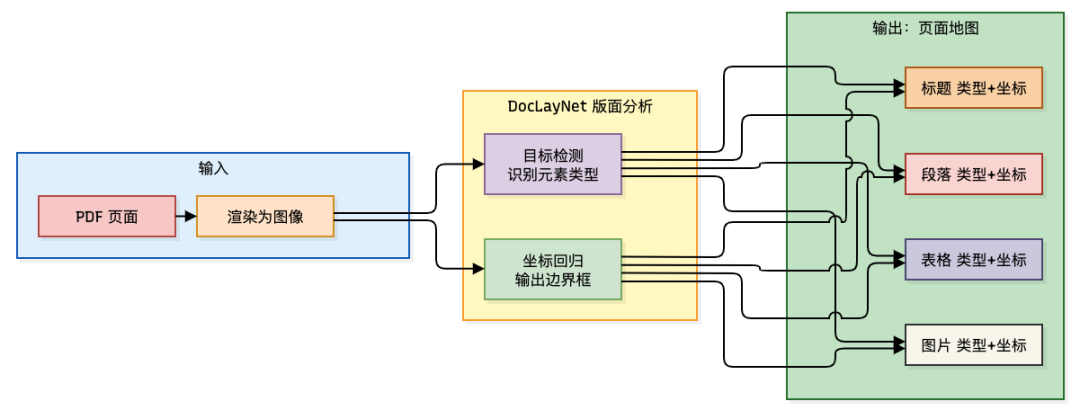 输入
PDF 页面
渲染为图像
DocLayNet 版面分析
目标检测
识别元素类型
坐标回归
输出边界框
输出：页面地图
标题 类型+坐标
段落 类型+坐标
表格 类型+坐标
图片 类型+坐标